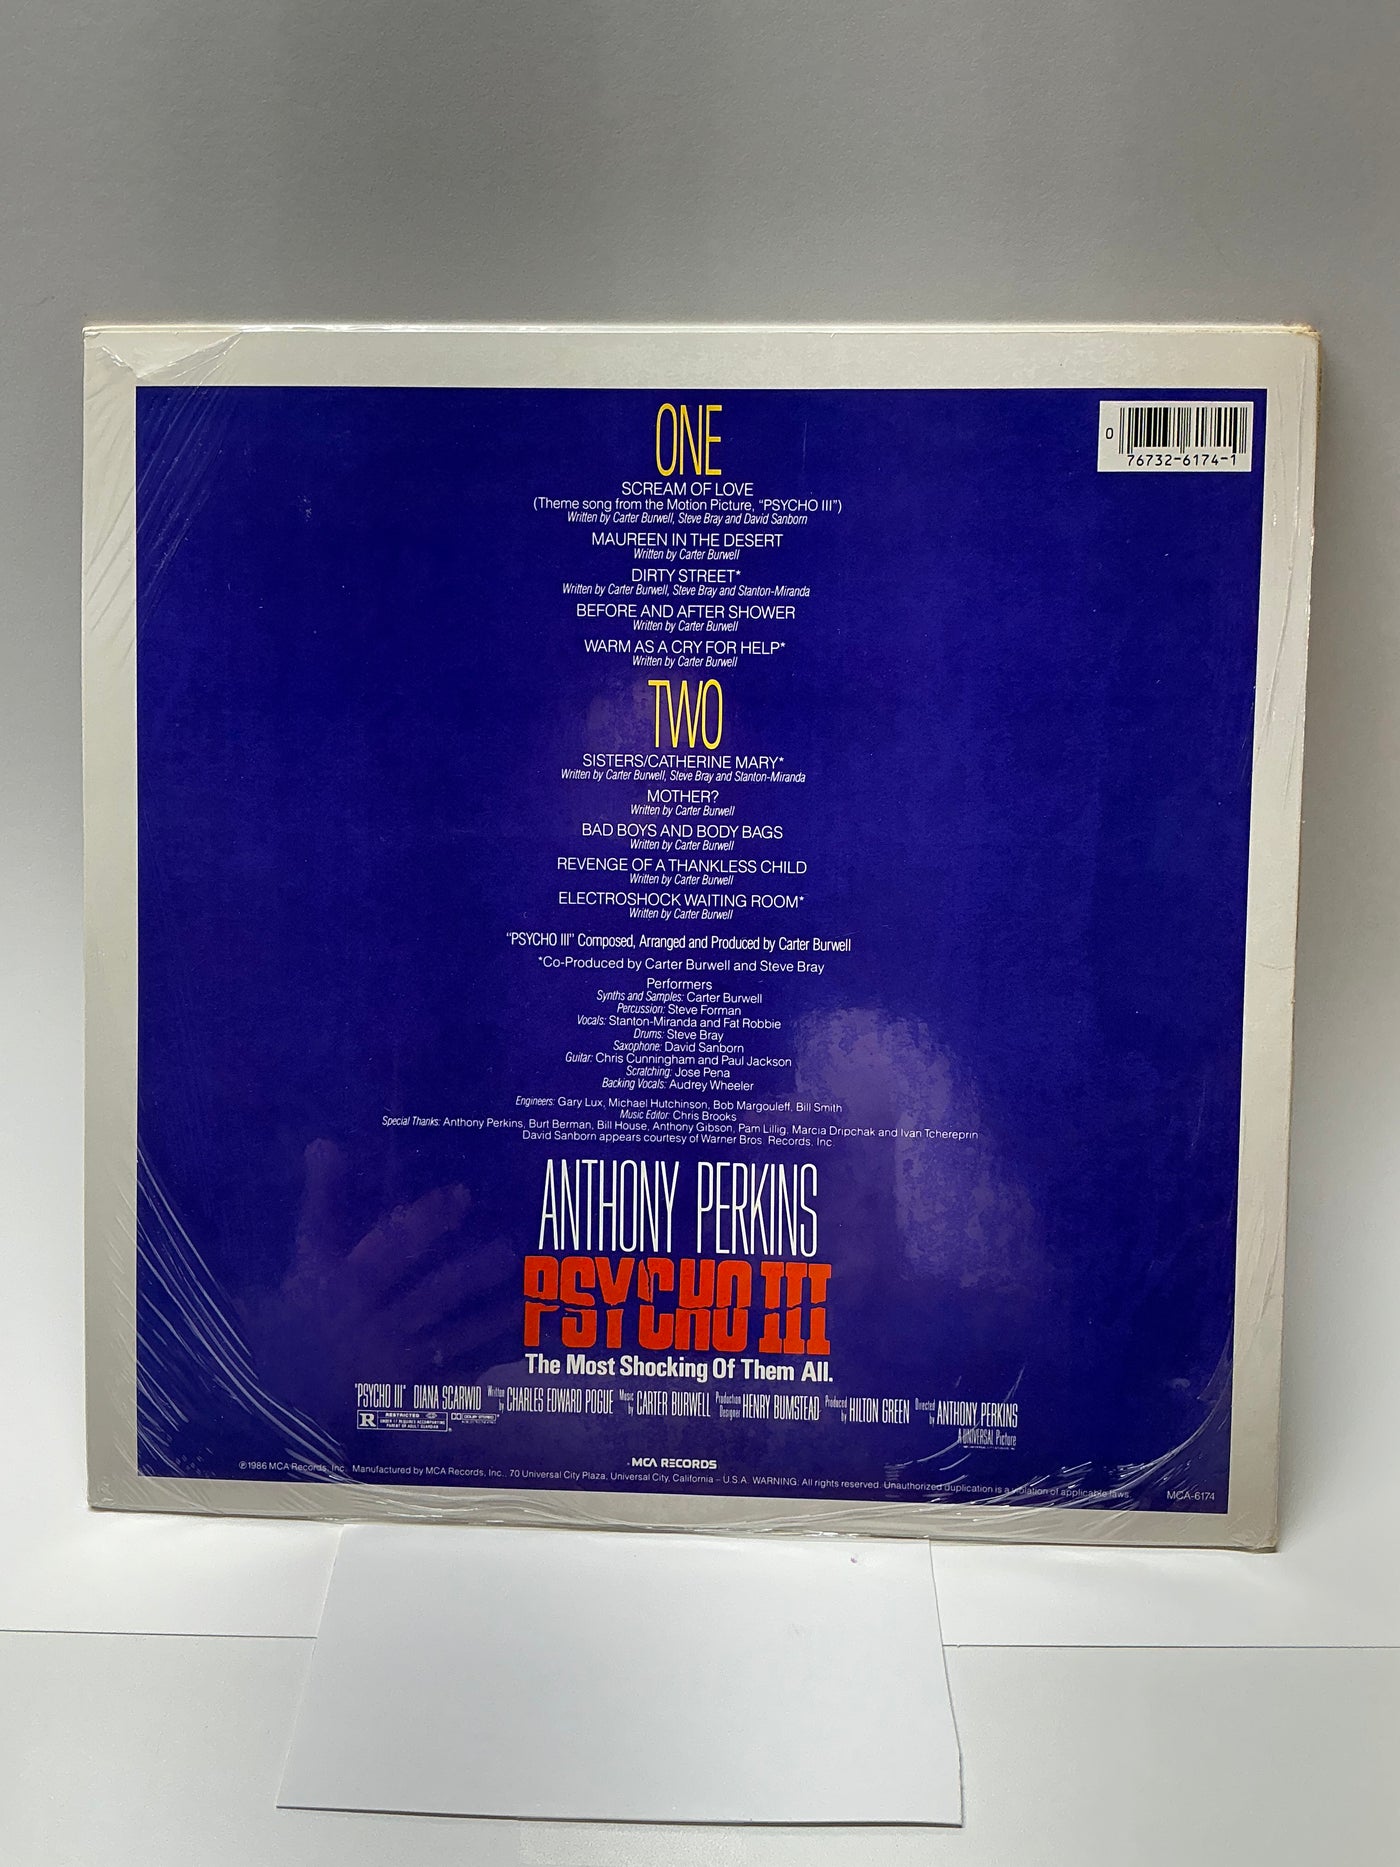 ONE
SCREAM OF LOVE
(Theme song from the Motion Picture, "PSYCHO III")
Written by Carter Burwell, Steve Bray and David Sanborn
MAUREEN IN THE DESERT
Written by Carter Burwell
DIRTY STREET*
Written by Carter Burwell, Steve Bray and Stanton-Miranda
BEFORE AND AFTER SHOWER
Written by Carter Burwell
WARM AS A CRY FOR HELP*
Written by Carter Burwell
0 76732-6174-1
TWO
SISTERS/CATHERINE MARY*
Written by Carter Burwell, Steve Bray and Stanton-Miranda
MOTHER?
Written by Carter Burwell
BAD BOYS AND BODY BAGS
Written by Carter Burwell
REVENGE OF A THANKLESS CHILD
Written by Carter Burwell
ELECTROSHOCK WAITING ROOM*
Written by Carter Burwell
"PSYCHO III" Composed, Arranged and Produced by Carter Burwell
*Co-Produced by Carter Burwell and Steve Bray
Performers
Synths and Samples: Carter Burwell
Percussion: Steve Forman
Vocals: Stanton-Miranda and Fat Robbie
Drums: Steve Bray
Saxophone: David Sanborn
Guitar: Chris Cunningham and Paul Jackson
Scratching: Jose Pena
Backing Vocals: Audrey Wheeler
Engineers: Gary Lux, Michael Hutchinson, Bob Margouleff, Bill Smith
Music Editor: Chris Brooks
Special Thanks: Anthony Perkins, Burt Berman, Bill House, Anthony Gibson, Pam Lillig, Marcia Dripchak and Ivan Tchereprin
David Sanborn appears courtesy of Warner Bros. Records, Inc.
ANTHONY PERKINS
PSYCHO III
The Most Shocking Of Them All.
"PSYCHO III" DIANA SCARWID Written by CHARLES EDWARD POGUE Music by CARTER BURWELL Production Designer HENRY BUMSTEAD Produced by HILTON GREEN Directed by ANTHONY PERKINS
R RESTRICTED
UNDER 17 REQUIRES ACCOMPANYING
PARENT OR ADULT GUARDIAN
DOLBY STEREO
A UNIVERSAL Picture
MCA RECORDS
℗1986 MCA Records, Inc. Manufactured by MCA Records, Inc., 70 Universal City Plaza, Universal City, California – U.S.A. WARNING: All rights reserved. Unauthorized duplication is a violation of applicable laws. MCA-6174